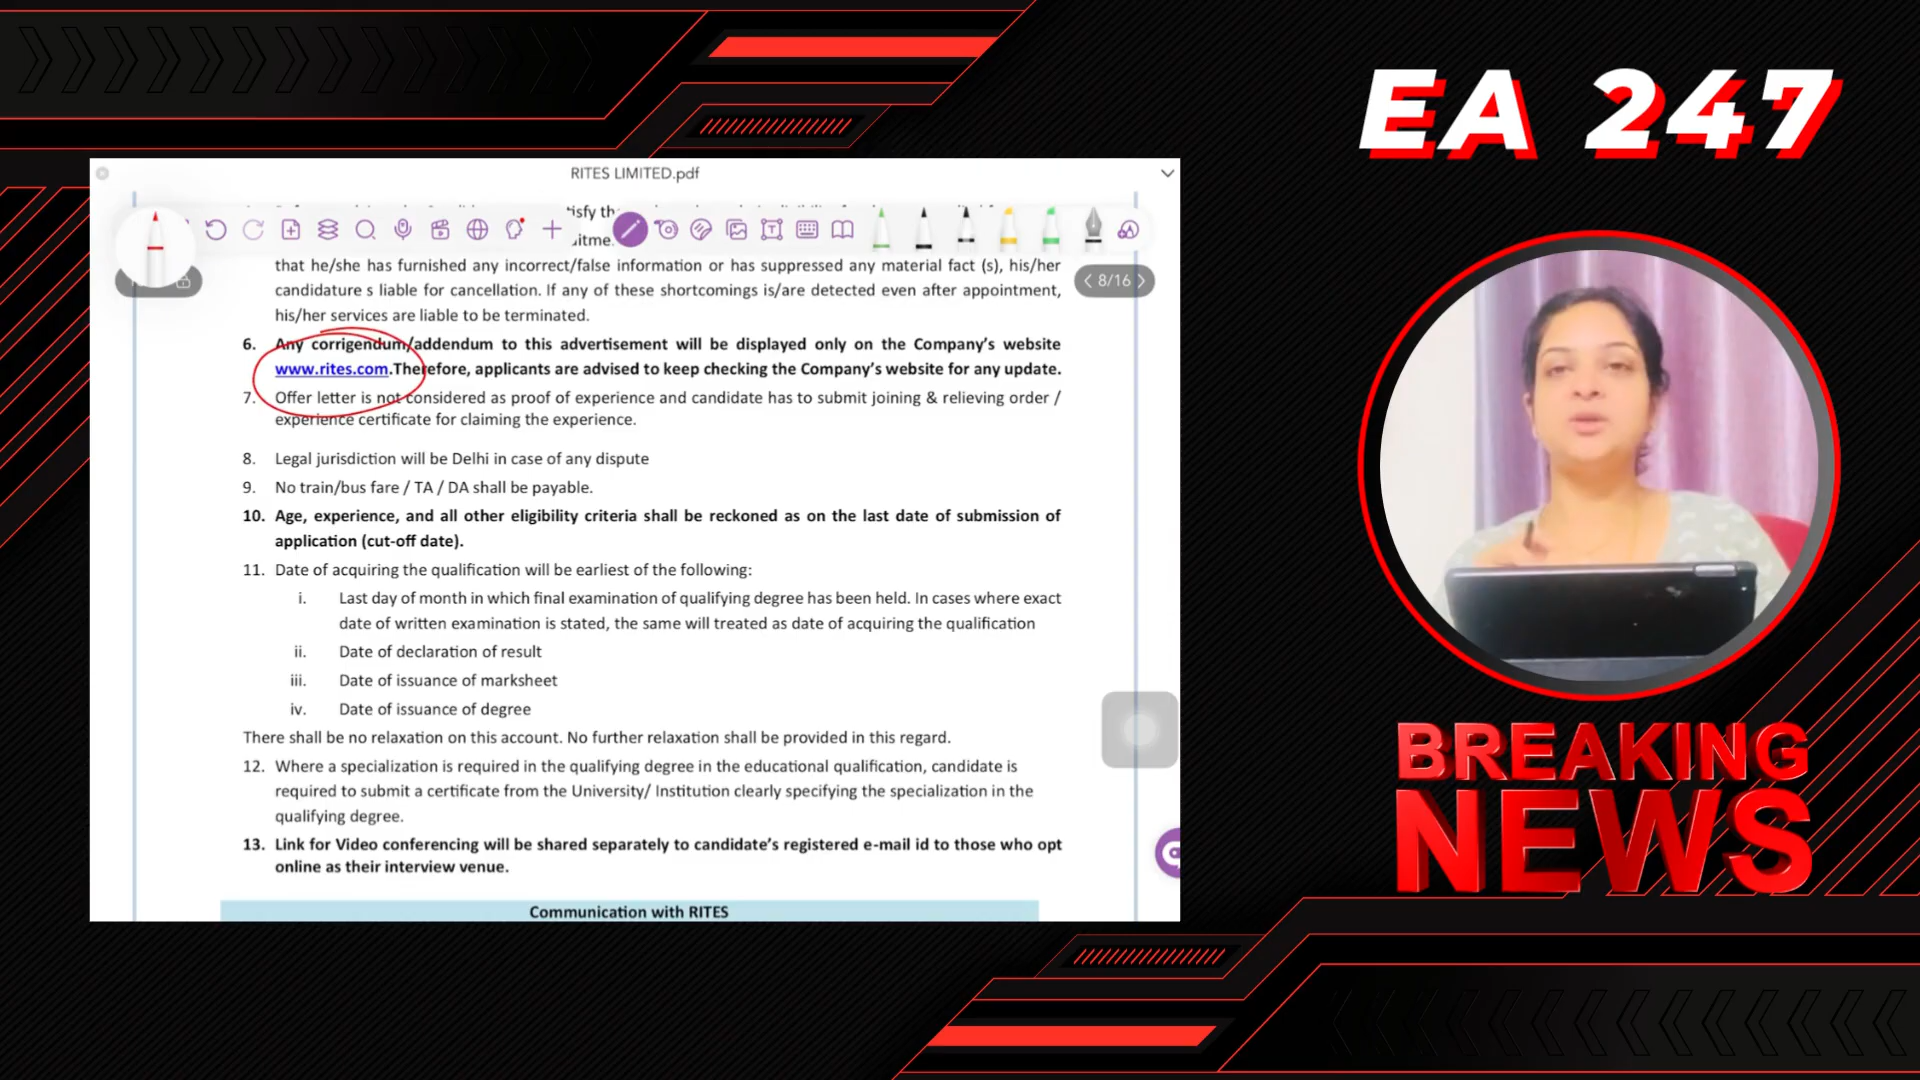 EA 247
RITES LIMITED.pdf
8/16
that he/she has furnished any incorrect/false information or has suppressed any material fact (s), his/her
candidature s liable for cancellation. If any of these shortcomings is/are detected even after appointment,
his/her services are liable to be terminated.
6. Any corrigendum/addendum to this advertisement will be displayed only on the Company's website
www.rites.com.Therefore, applicants are advised to keep checking the Company's website for any update.
7. Offer letter is not considered as proof of experience and candidate has to submit joining & relieving order /
experience certificate for claiming the experience.
8. Legal jurisdiction will be Delhi in case of any dispute
9. No train/bus fare / TA / DA shall be payable.
10. Age, experience, and all other eligibility criteria shall be reckoned as on the last date of submission of
application (cut-off date).
11. Date of acquiring the qualification will be earliest of the following:
i. Last day of month in which final examination of qualifying degree has been held. In cases where exact
date of written examination is stated, the same will treated as date of acquiring the qualification
ii. Date of declaration of result
iii. Date of issuance of marksheet
iv. Date of issuance of degree
There shall be no relaxation on this account. No further relaxation shall be provided in this regard.
12. Where a specialization is required in the qualifying degree in the educational qualification, candidate is
required to submit a certificate from the University/ Institution clearly specifying the specialization in the
qualifying degree.
13. Link for Video conferencing will be shared separately to candidate's registered e-mail id to those who opt
online as their interview venue.
Communication with RITES
BREAKING
NEWS